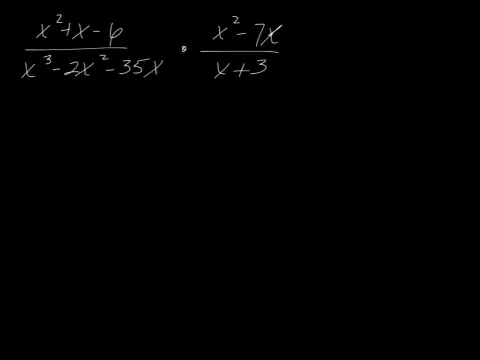 x²+x-6 / x³-2x²-35x · x²-7x / x+3